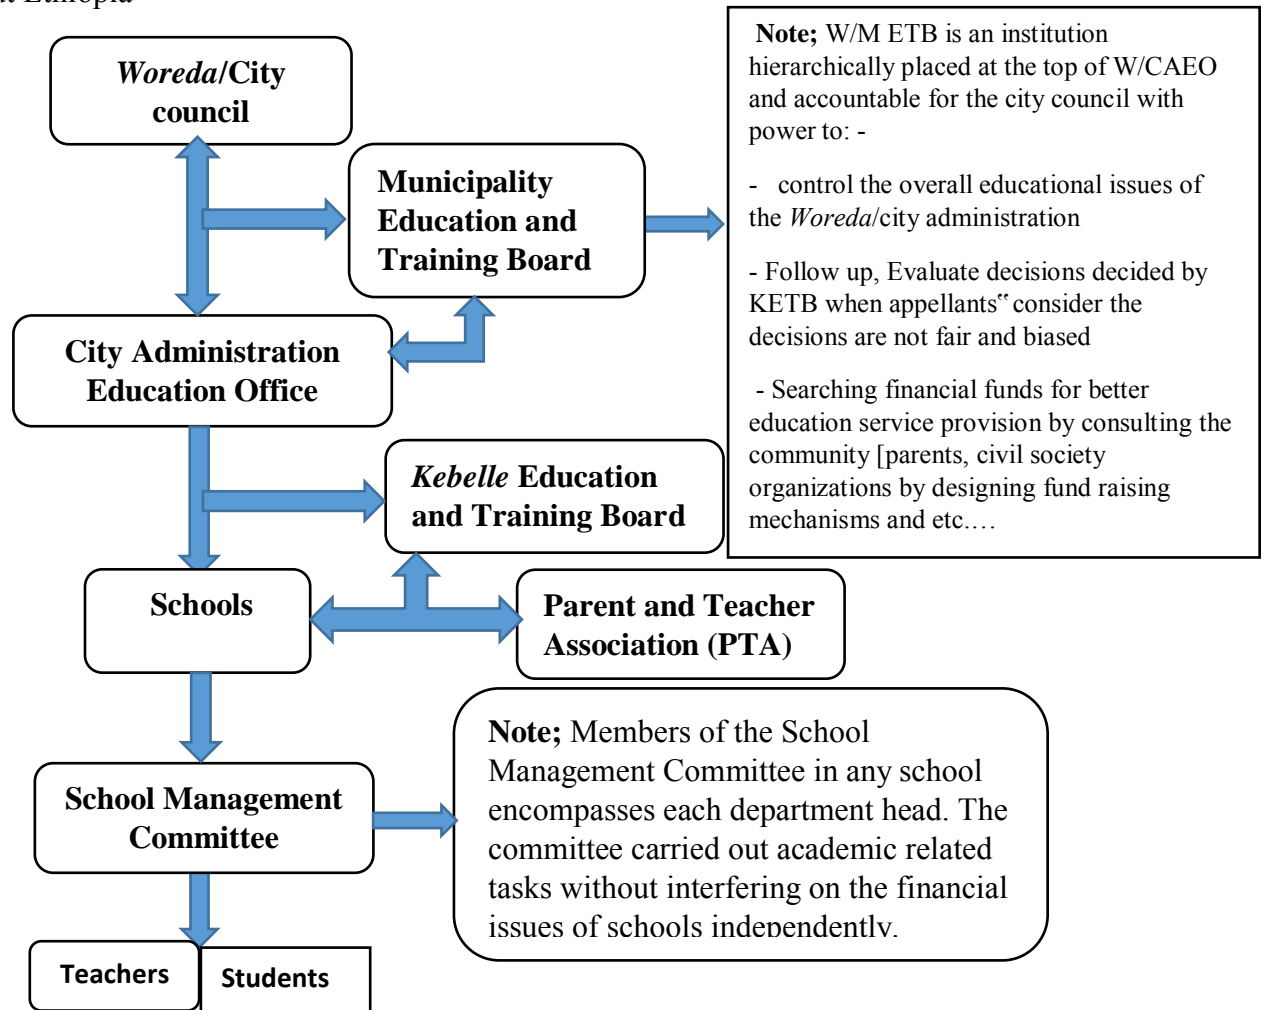 at Ethiopia
Woreda/City
council
Municipality
Education and
Training Board
Note; W/M ETB is an institution
hierarchically placed at the top of W/CAEO
and accountable for the city council with
power to: -
- control the overall educational issues of
the Woreda/city administration
- Follow up, Evaluate decisions decided by
KETB when appellants‟ consider the
decisions are not fair and biased
- Searching financial funds for better
education service provision by consulting the
community [parents, civil society
organizations by designing fund raising
mechanisms and etc.…
City Administration
Education Office
Kebelle Education
and Training Board
Schools
Parent and Teacher
Association (PTA)
School Management
Committee
Note; Members of the School
Management Committee in any school
encompasses each department head. The
committee carried out academic related
tasks without interfering on the financial
issues of schools independently.
Teachers
Students